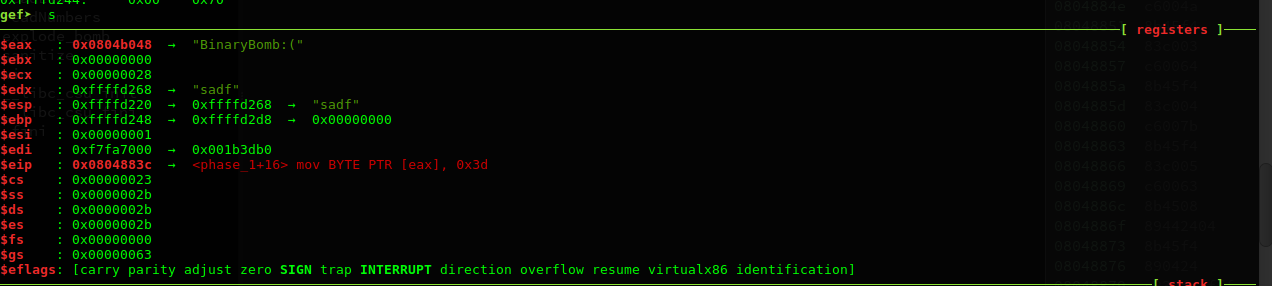 0xffffd244:     0x00    0x70
gef➤  s
[ registers ]
$eax   : 0x0804b048  →  "BinaryBomb:("
$ebx   : 0x00000000
$ecx   : 0x00000028
$edx   : 0xffffd268  →  "sadf"
$esp   : 0xffffd220  →  0xffffd268  →  "sadf"
$ebp   : 0xffffd248  →  0xffffd2d8  →  0x00000000
$esi   : 0x00000001
$edi   : 0xf7fa7000  →  0x001b3db0
$eip   : 0x0804883c  →  <phase_1+16> mov BYTE PTR [eax], 0x3d
$cs    : 0x00000023
$ss    : 0x0000002b
$ds    : 0x0000002b
$es    : 0x0000002b
$fs    : 0x00000000
$gs    : 0x00000063
$eflags: [carry parity adjust zero SIGN trap INTERRUPT direction overflow resume virtualx86 identification]
[ stack ]